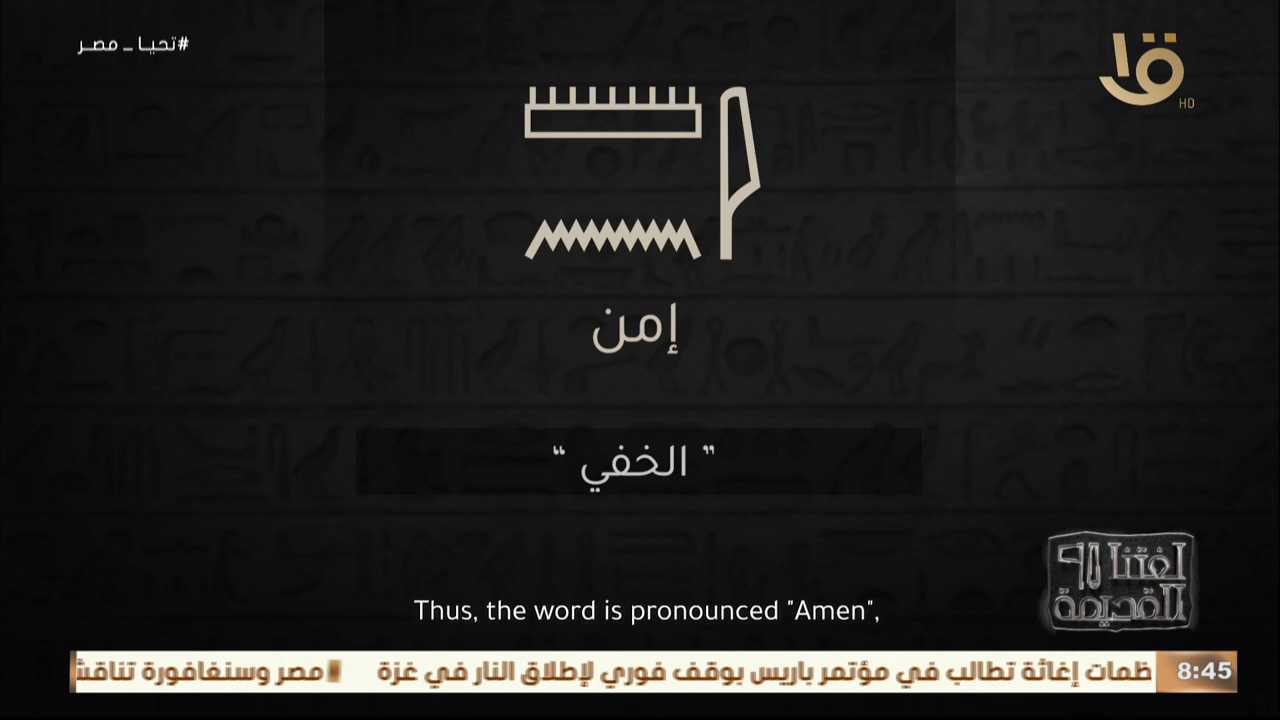 #تحيا_مصر
HD
إمن
” الخفي “
Thus, the word is pronounced "Amen",
لغتنا
القديمة
8:45 ظمات إغاثة تطالب في مؤتمر باريس بوقف فوري لإطلاق النار في غزة مصر وسنغافورة تناقش